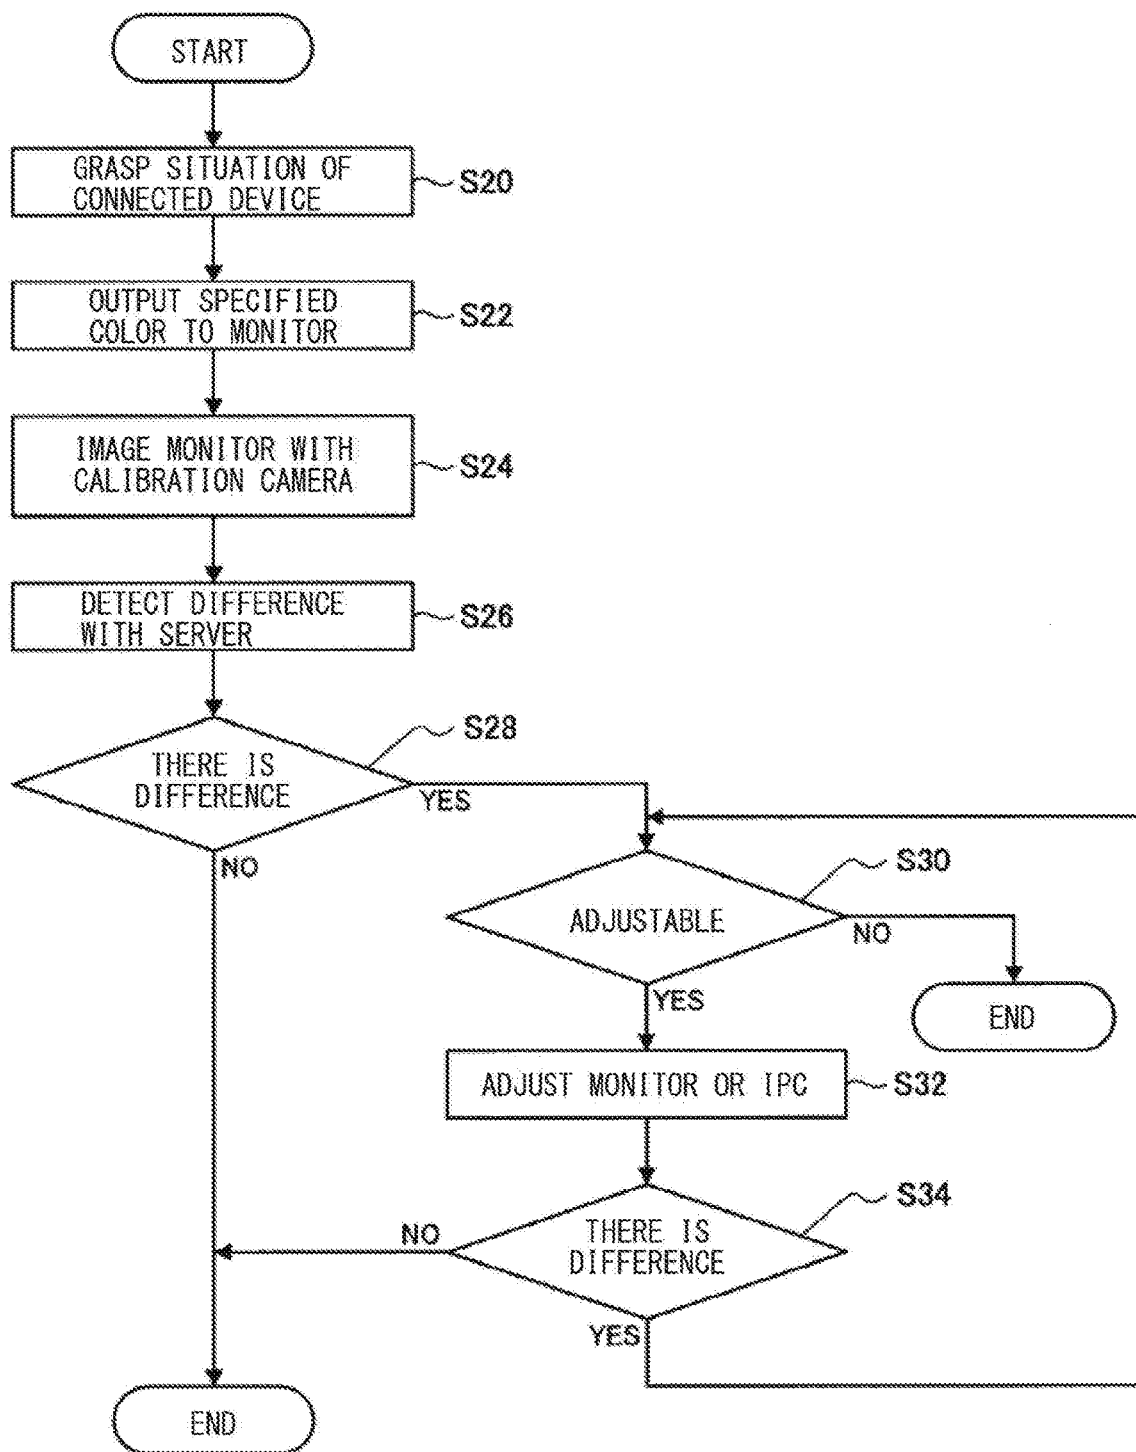 START
GRASP SITUATION OF
CONNECTED DEVICE
S20
OUTPUT SPECIFIED
COLOR TO MONITOR
S22
IMAGE MONITOR WITH
CALIBRATION CAMERA
S24
DETECT DIFFERENCE
WITH SERVER
S26
THERE IS
DIFFERENCE
S28
YES
NO
ADJUSTABLE
S30
NO
END
YES
ADJUST MONITOR OR IPC
S32
THERE IS
DIFFERENCE
S34
NO
YES
END